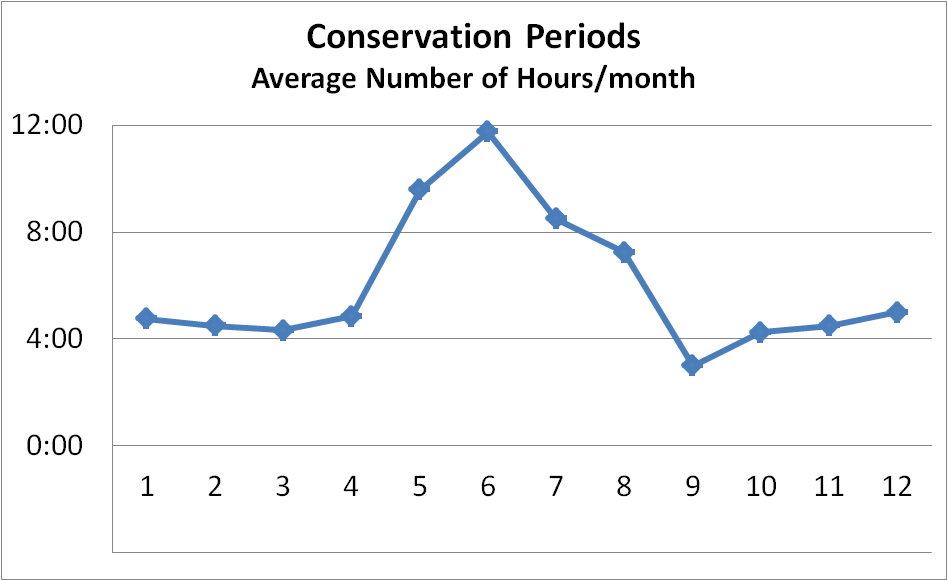 Conservation Periods
Average Number of Hours/month
12:00
8:00
4:00
0:00
1 2 3 4 5 6 7 8 9 10 11 12